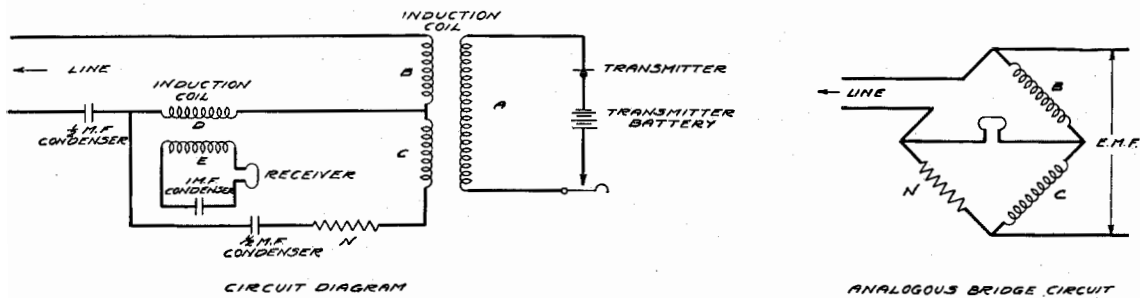 INDUCTION
COIL
← LINE
INDUCTION
COIL
D
½ M.F
CONDENSER
E
1 M.F.
CONDENSER
RECEIVER
½ M.F.
CONDENSER
N
B
C
A
TRANSMITTER
TRANSMITTER
BATTERY
CIRCUIT DIAGRAM
LINE
B
E.M.F.
N
C
ANALOGOUS BRIDGE CIRCUIT